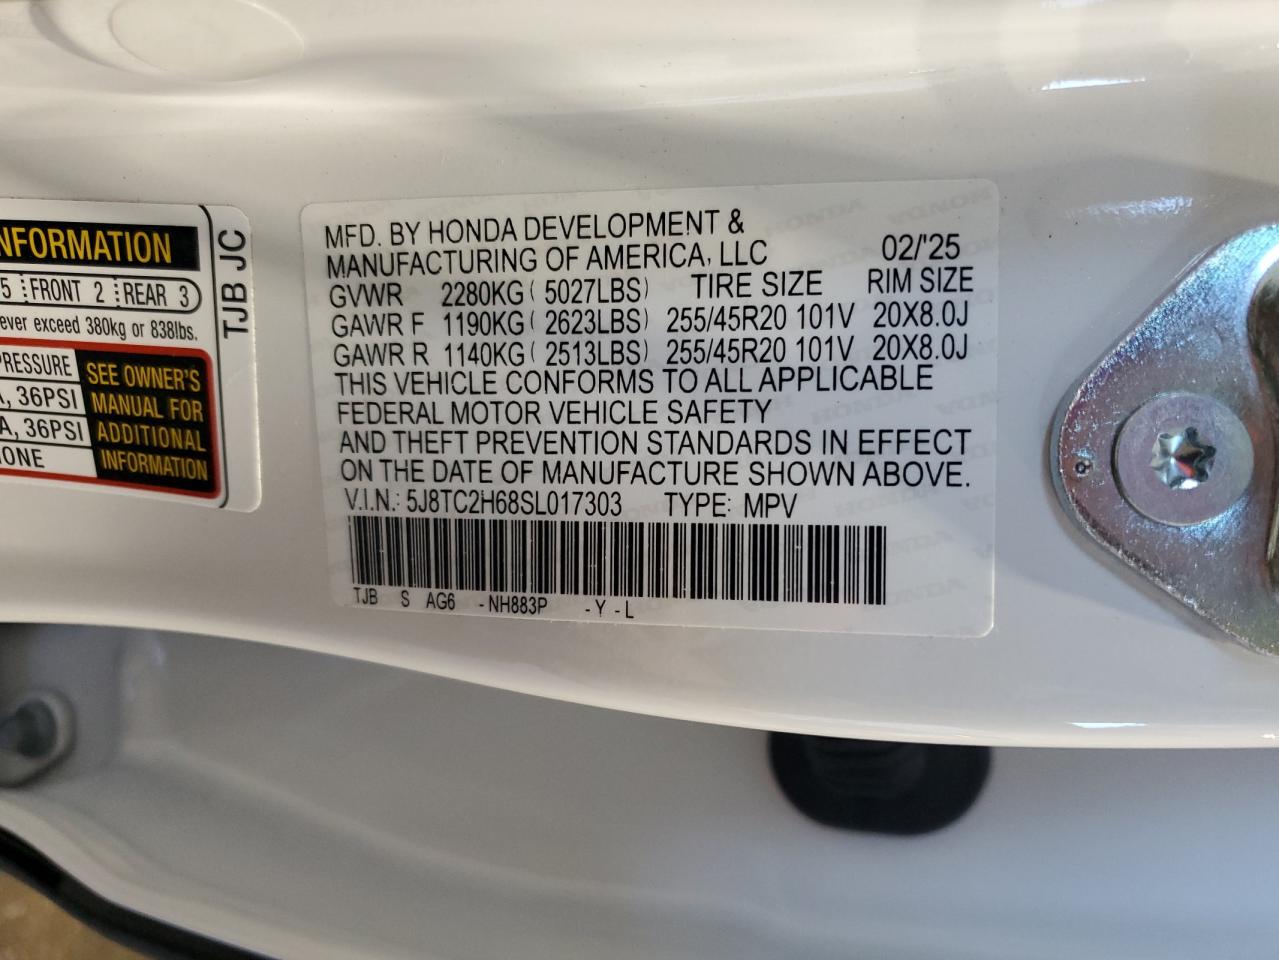 INFORMATION
5 FRONT 2 REAR 3
ever exceed 380kg or 838lbs.
PRESSURE
A, 36PSI
A, 36PSI
SEE OWNER'S
MANUAL FOR
ADDITIONAL
INFORMATION
TJB JC
MFD. BY HONDA DEVELOPMENT &
MANUFACTURING OF AMERICA, LLC 02/'25
GVWR 2280KG ( 5027LBS) TIRE SIZE RIM SIZE
GAWR F 1190KG ( 2623LBS) 255/45R20 101V 20X8.0J
GAWR R 1140KG ( 2513LBS) 255/45R20 101V 20X8.0J
THIS VEHICLE CONFORMS TO ALL APPLICABLE
FEDERAL MOTOR VEHICLE SAFETY
AND THEFT PREVENTION STANDARDS IN EFFECT
ON THE DATE OF MANUFACTURE SHOWN ABOVE.
V.I.N.: 5J8TC2H68SL017303 TYPE: MPV
TJB S AG6 -NH883P -Y -L